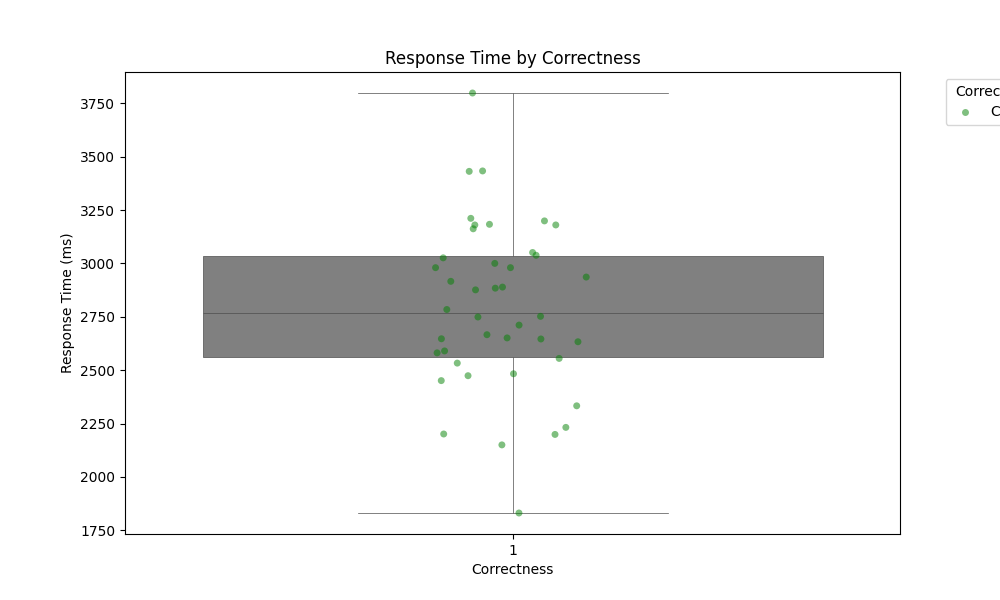 Response Time by Correctness
Response Time (ms)
3750
3500
3250
3000
2750
2500
2250
2000
1750
1
Correctness
Correc
C